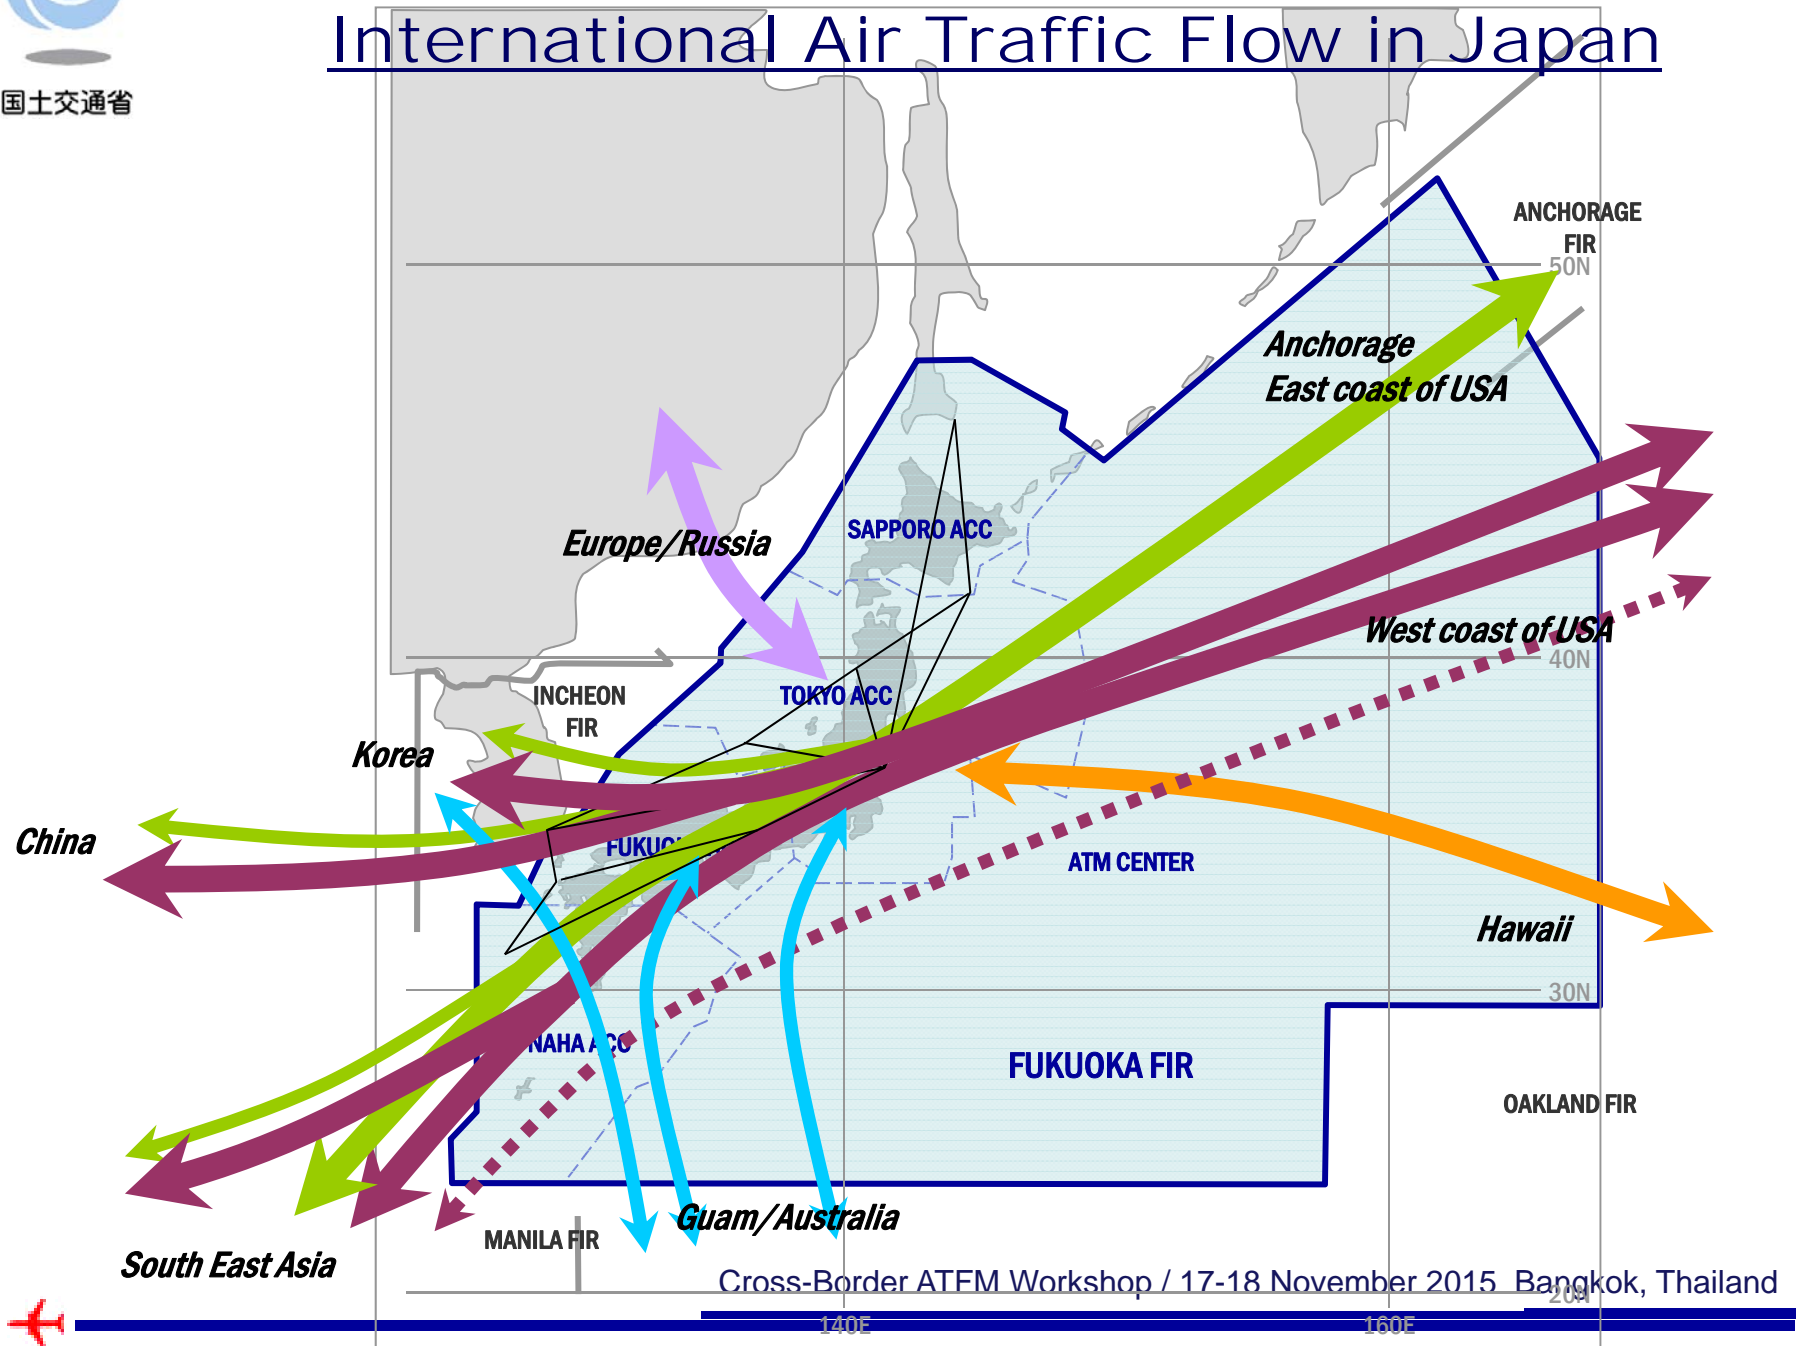 International Air Traffic Flow in Japan
国土交通省
ANCHORAGE
FIR
50N
Anchorage
East coast of USA
SAPPORO ACC
Europe/Russia
West coast of USA
40N
TOKYO ACC
INCHEON
FIR
Korea
China
ATM CENTER
Hawaii
30N
NAHA ACC
FUKUOKA FIR
OAKLAND FIR
Guam/Australia
MANILA FIR
South East Asia
Cross-Border ATFM Workshop / 17-18 November 2015 Bangkok, Thailand
20N
140E
160E